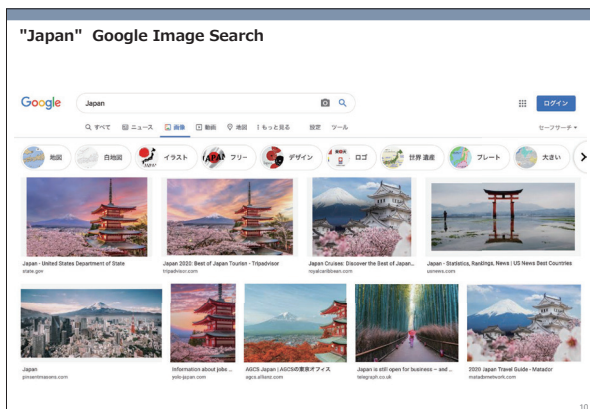 "Japan" Google Image Search
Google
Japan
ログイン
すべて ニュース 画像 動画 地図 もっと見る 設定 ツール
セーフサーチ
地図 白地図 イラスト フリー デザイン ロゴ 世界 遺産 プレート 大きい
Japan - United States Department of State
state.gov
Japan 2020: Best of Japan Tourism - Tripadvisor
tripadvisor.com
Japan Cruises: Discover the Best of Japan...
royalcaribbean.com
Japan - Statistics, Rankings, News | US News Best Countries
usnews.com
Japan
pinsentmasons.com
Information about jobs ...
yolo-japan.com
AGCS Japan | AGCSの東京オフィス
agcs.allianz.com
Japan is still open for business – and ...
telegraph.co.uk
2020 Japan Travel Guide - Matador
matadornetwork.com
10